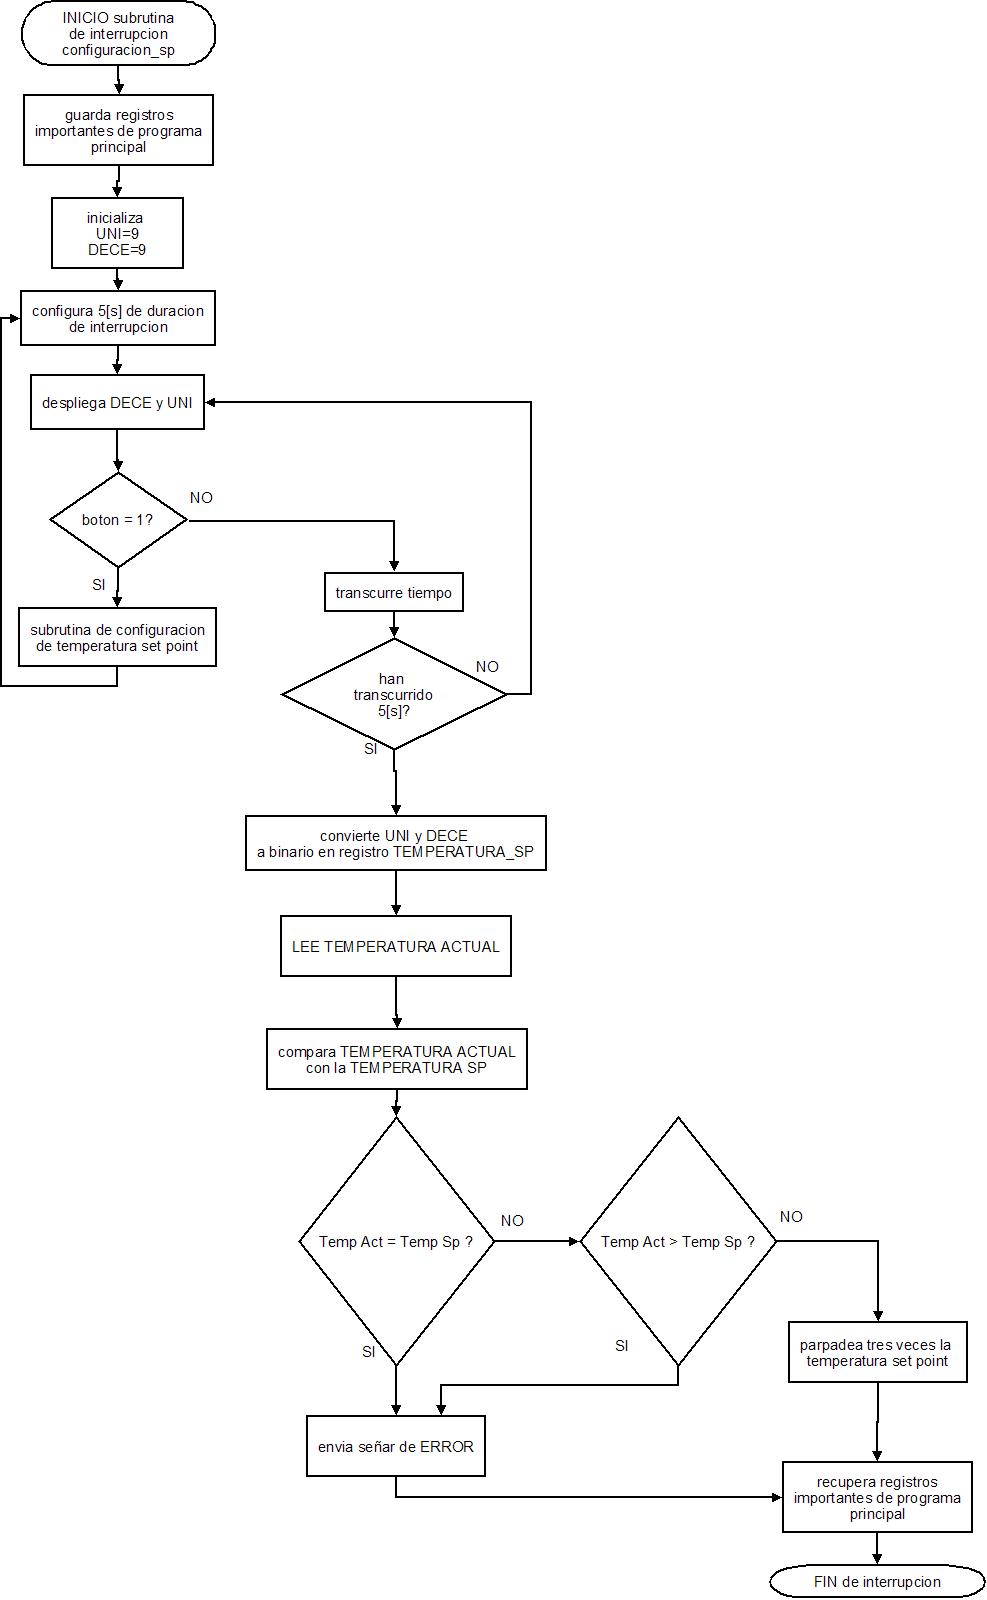 INICIO subrutina
de interrupcion
configuracion_sp
guarda registros
importantes de programa
principal
inicializa
UNI=9
DECE=9
configura 5[s] de duracion
de interrupcion
despliega DECE y UNI
boton = 1?
NO
SI
transcurre tiempo
subrutina de configuracion
de temperatura set point
han
transcurrido
5[s]?
NO
SI
convierte UNI y DECE
a binario en registro TEMPERATURA_SP
LEE TEMPERATURA ACTUAL
compara TEMPERATURA ACTUAL
con la TEMPERATURA SP
Temp Act = Temp Sp ?
NO
SI
Temp Act > Temp Sp ?
NO
SI
parpadea tres veces la
temperatura set point
envia señar de ERROR
recupera registros
importantes de programa
principal
FIN de interrupcion